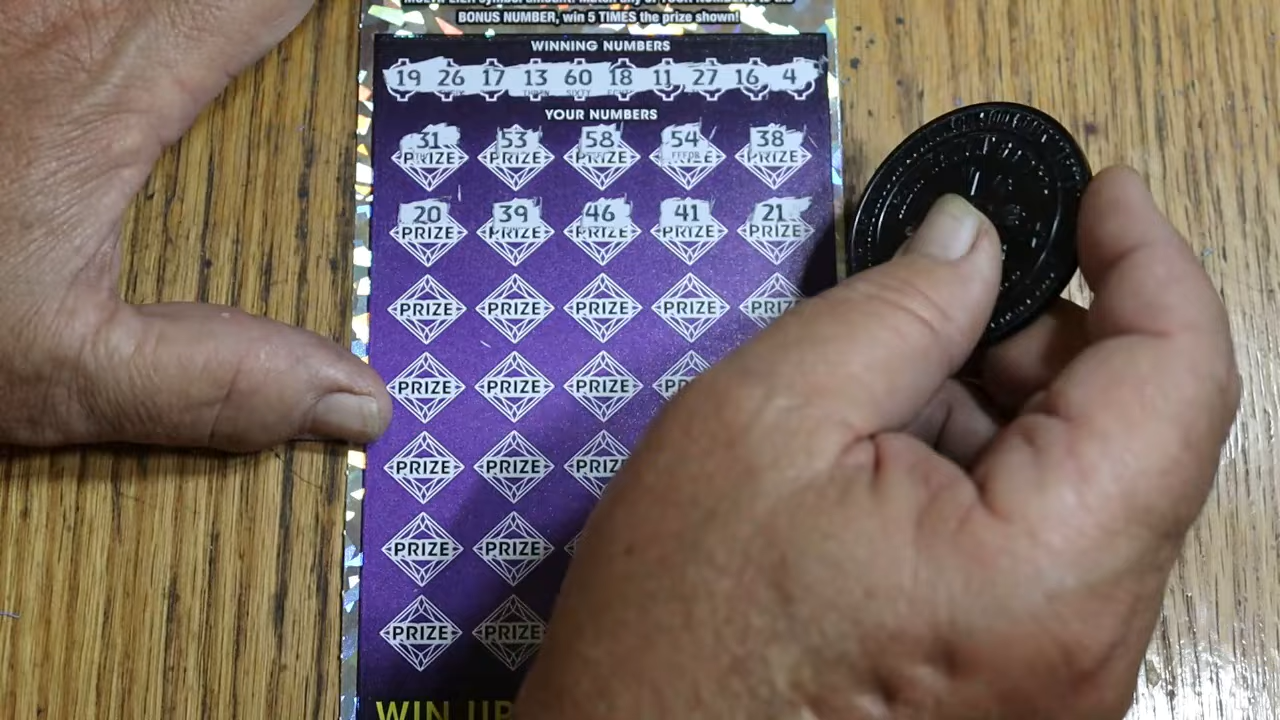 BONUS NUMBER, win 5 TIMES the prize shown!
WINNING NUMBERS
19 26 17 13 60 18 11 27 16 4
YOUR NUMBERS
31 53 58 54 38
PRIZE PRIZE PRIZE PRIZE PRIZE
20 39 46 41 21
PRIZE PRIZE PRIZE PRIZE PRIZE
PRIZE PRIZE PRIZE PRIZE PRIZE
PRIZE PRIZE PRIZE
PRIZE PRIZE
PRIZE PRIZE
PRIZE PRIZE
WIN UP